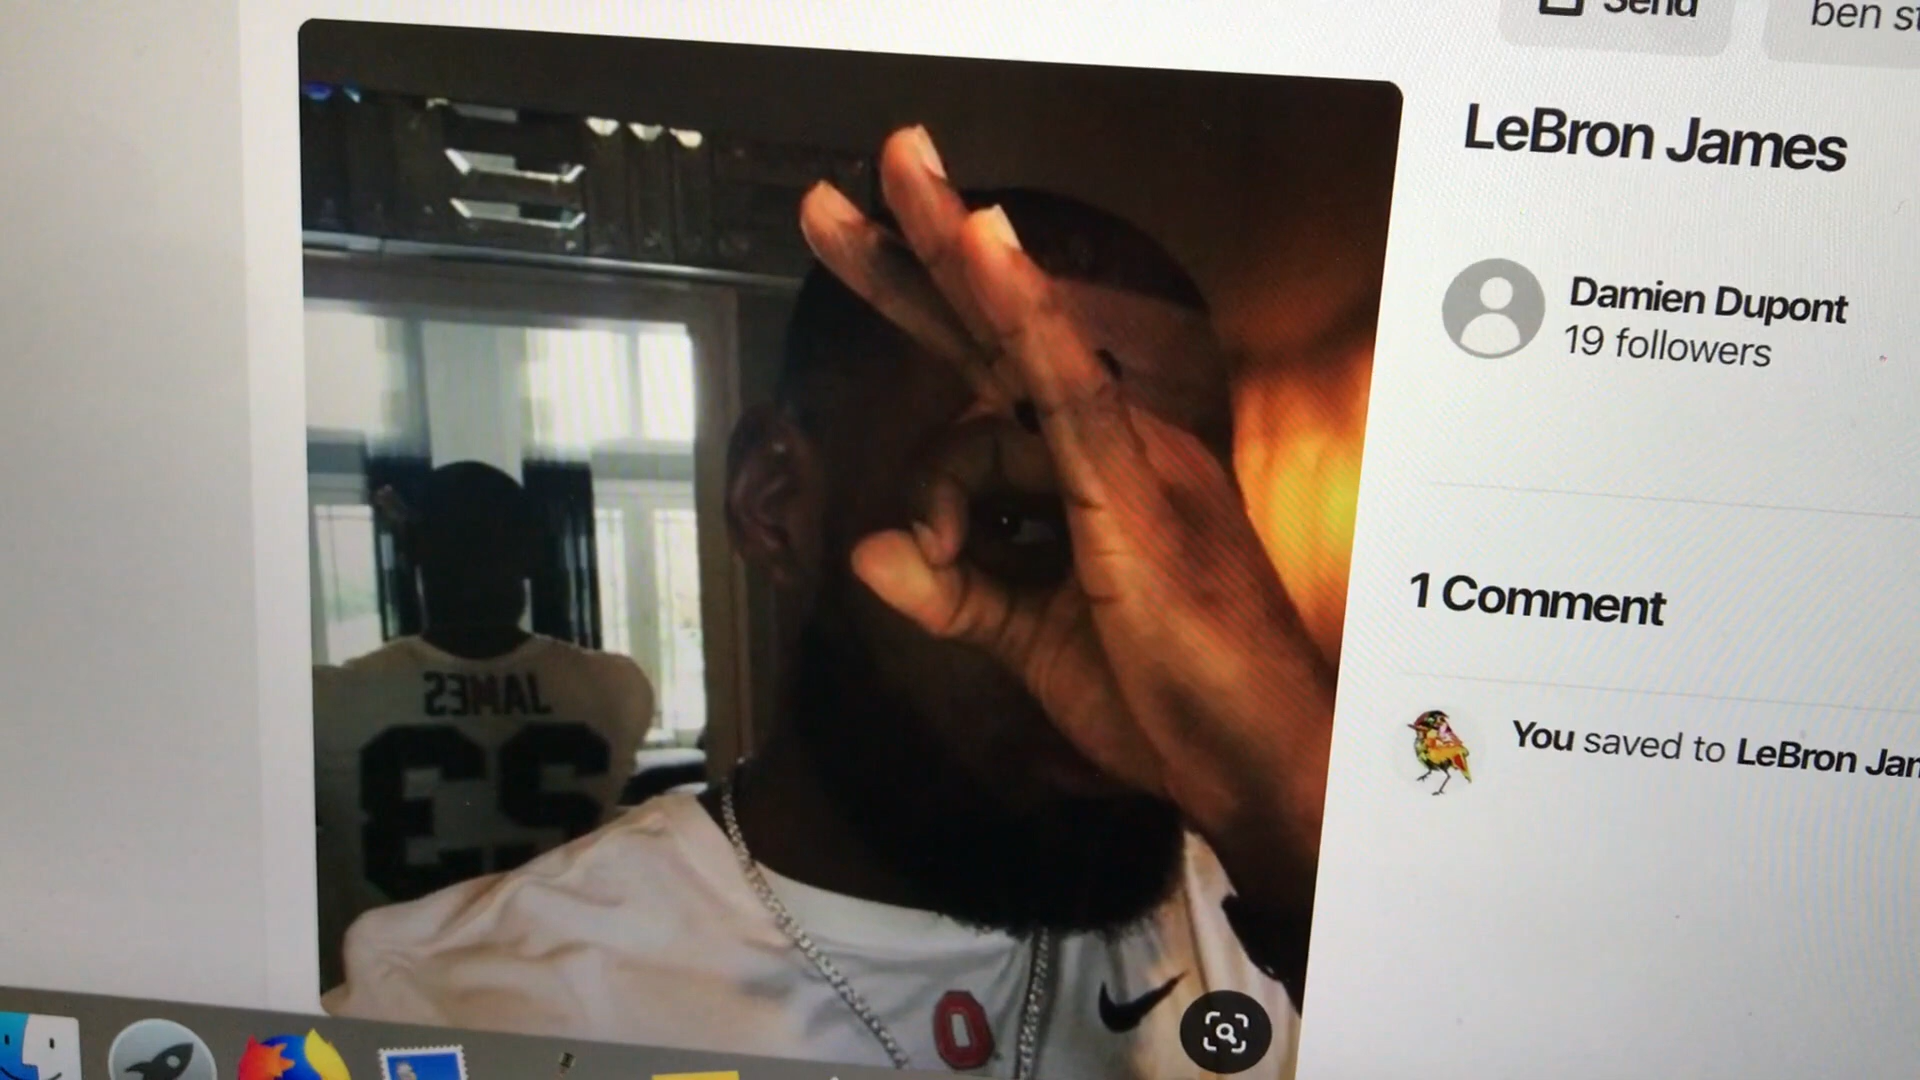 Send
ben st
LeBron James
Damien Dupont
19 followers
1 Comment
You saved to LeBron Jam
JAMES
23
O